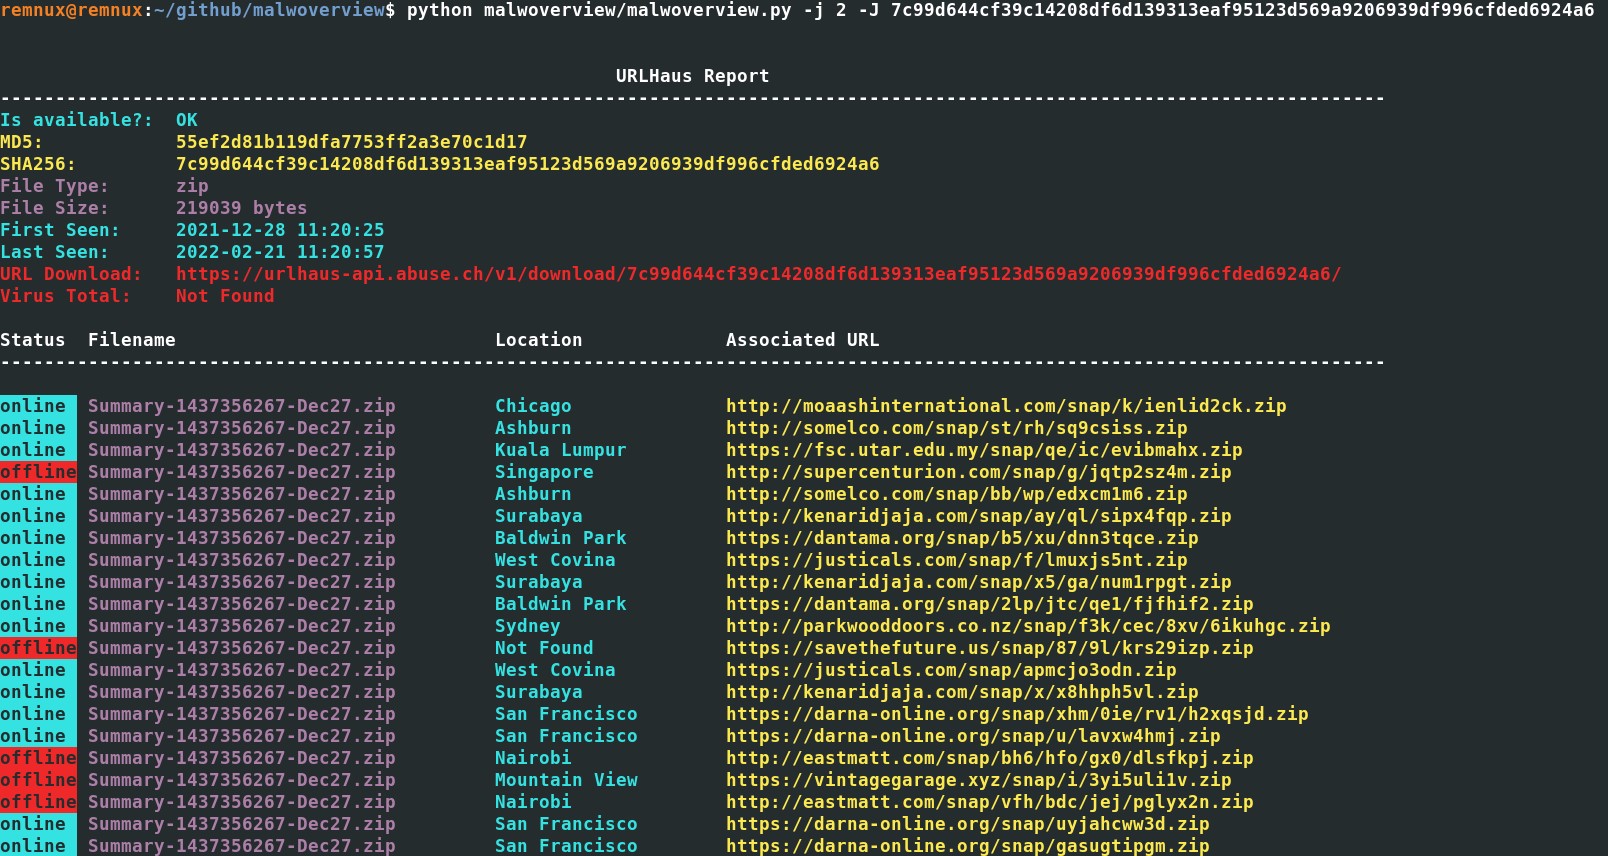 remnux@remnux:~/github/malwoverview$ python malwoverview/malwoverview.py -j 2 -J 7c99d644cf39c14208df6d139313eaf95123d569a9206939df996cfded6924a6
URLHaus Report
---------------------------------------------------------------------------------------------------------------------------
Is available?: OK
MD5: 55ef2d81b119dfa7753ff2a3e70c1d17
SHA256: 7c99d644cf39c14208df6d139313eaf95123d569a9206939df996cfded6924a6
File Type: zip
File Size: 219039 bytes
First Seen: 2021-12-28 11:20:25
Last Seen: 2022-02-21 11:20:57
URL Download: https://urlhaus-api.abuse.ch/v1/download/7c99d644cf39c14208df6d139313eaf95123d569a9206939df996cfded6924a6/
Virus Total: Not Found
Status Filename Location Associated URL
---------------------------------------------------------------------------------------------------------------------------
online Summary-1437356267-Dec27.zip Chicago http://moaashinternational.com/snap/k/ienlid2ck.zip
online Summary-1437356267-Dec27.zip Ashburn http://somelco.com/snap/st/rh/sq9csiss.zip
online Summary-1437356267-Dec27.zip Kuala Lumpur https://fsc.utar.edu.my/snap/qe/ic/evibmahx.zip
offline Summary-1437356267-Dec27.zip Singapore http://supercenturion.com/snap/g/jqtp2sz4m.zip
online Summary-1437356267-Dec27.zip Ashburn http://somelco.com/snap/bb/wp/edxcm1m6.zip
online Summary-1437356267-Dec27.zip Surabaya http://kenaridjaja.com/snap/ay/ql/sipx4fqp.zip
online Summary-1437356267-Dec27.zip Baldwin Park https://dantama.org/snap/b5/xu/dnn3tqce.zip
online Summary-1437356267-Dec27.zip West Covina https://justicals.com/snap/f/lmuxjs5nt.zip
online Summary-1437356267-Dec27.zip Surabaya http://kenaridjaja.com/snap/x5/ga/num1rpgt.zip
online Summary-1437356267-Dec27.zip Baldwin Park https://dantama.org/snap/2lp/jtc/qe1/fjfhif2.zip
online Summary-1437356267-Dec27.zip Sydney http://parkwooddoors.co.nz/snap/f3k/cec/8xv/6ikuhgc.zip
offline Summary-1437356267-Dec27.zip Not Found https://savethefuture.us/snap/87/9l/krs29izp.zip
online Summary-1437356267-Dec27.zip West Covina https://justicals.com/snap/apmcjo3odn.zip
online Summary-1437356267-Dec27.zip Surabaya http://kenaridjaja.com/snap/x/x8hhph5vl.zip
online Summary-1437356267-Dec27.zip San Francisco https://darna-online.org/snap/xhm/0ie/rv1/h2xqsjd.zip
online Summary-1437356267-Dec27.zip San Francisco https://darna-online.org/snap/u/lavxw4hmj.zip
offline Summary-1437356267-Dec27.zip Nairobi http://eastmatt.com/snap/bh6/hfo/gx0/dlsfkpj.zip
offline Summary-1437356267-Dec27.zip Mountain View https://vintagegarage.xyz/snap/i/3yi5uli1v.zip
offline Summary-1437356267-Dec27.zip Nairobi http://eastmatt.com/snap/vfh/bdc/jej/pglyx2n.zip
online Summary-1437356267-Dec27.zip San Francisco https://darna-online.org/snap/uyjahcww3d.zip
online Summary-1437356267-Dec27.zip San Francisco https://darna-online.org/snap/gasugtipgm.zip